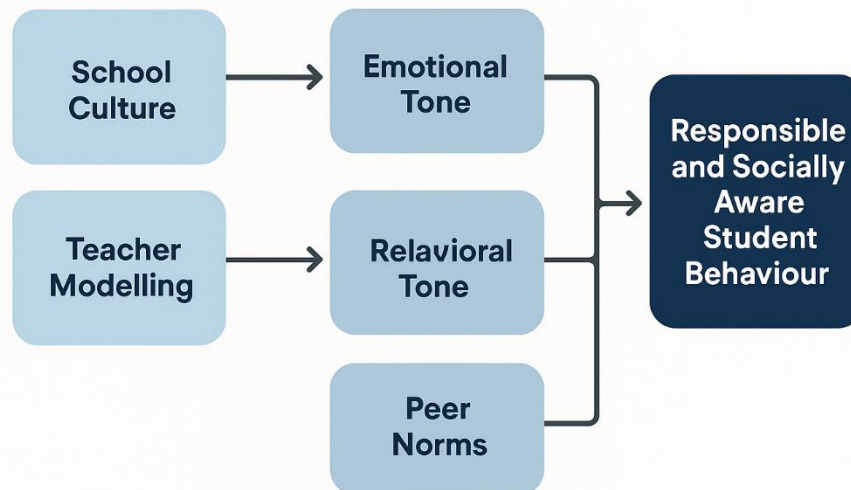 School
Culture
Emotional
Tone
Responsible
and Socially
Aware
Student
Behaviour
Teacher
Modelling
Relavioral
Tone
Peer
Norms